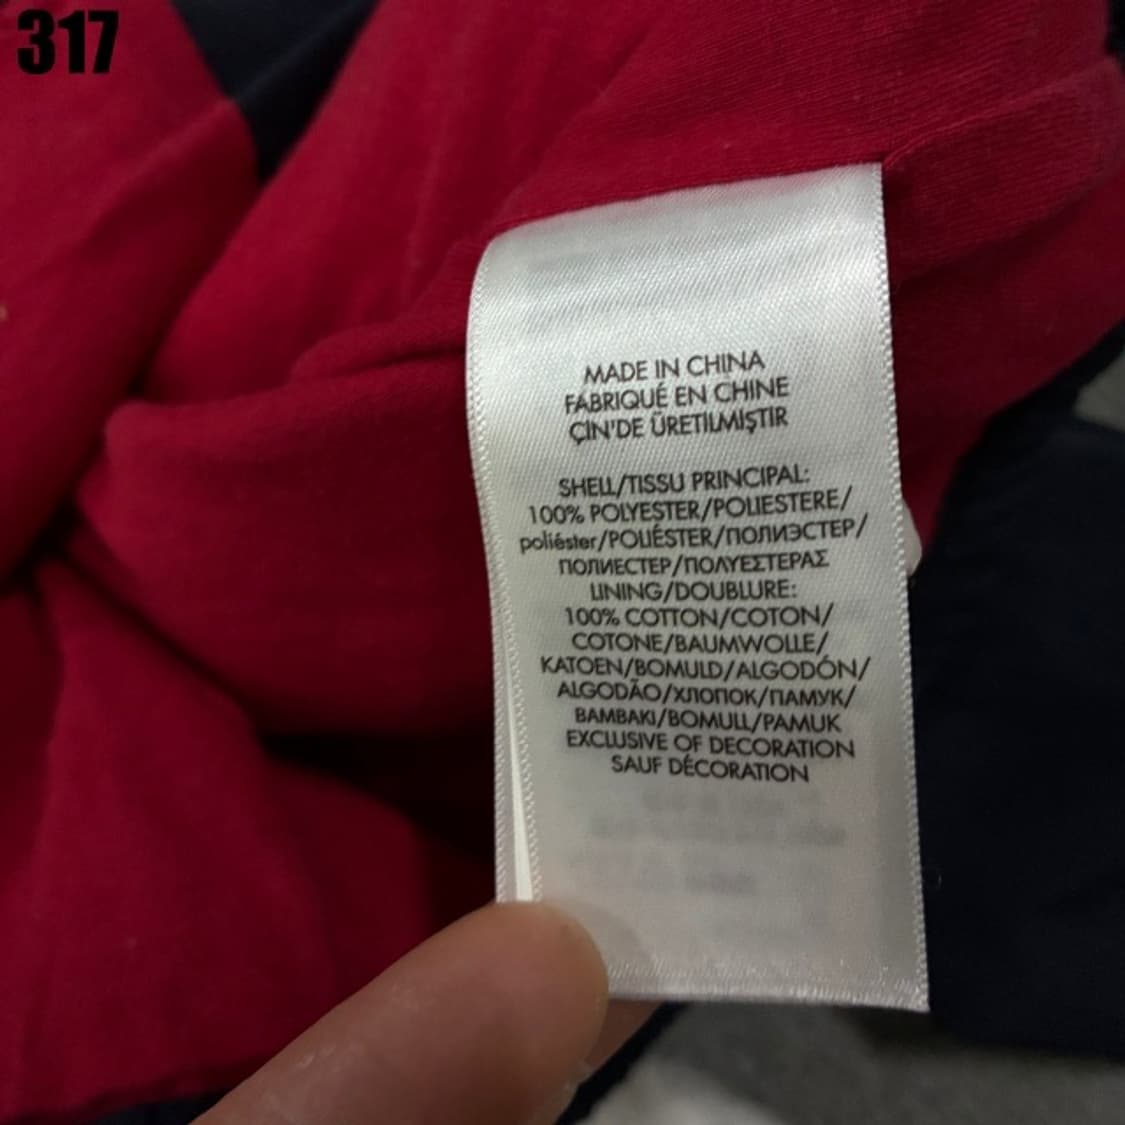 317
MADE IN CHINA
FABRIQUÉ EN CHINE
ÇIN'DE ÜRETILMIŞTIR
SHELL/TISSU PRINCIPAL:
100% POLYESTER/POLIESTERE/
poliéster/POLIÉSTER/ПОЛИЭСТЕР/
ПОЛИЕСТЕР/ΠΟΛΥΕΣΤΕΡΑΣ
LINING/DOUBLURE:
100% COTTON/COTON/
COTONE/BAUMWOLLE/
KATOEN/BOMULD/ALGODÓN/
ALGODÃO/ХЛОПОК/ПАМУК/
BAMBAKI/BOMULL/PAMUK
EXCLUSIVE OF DECORATION
SAUF DÉCORATION